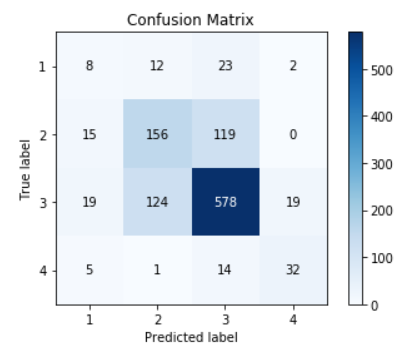 Confusion Matrix
1 8 12 23 2
2 15 156 119 0
3 19 124 578 19
4 5 1 14 32
1 2 3 4
Predicted label
True label
500
400
300
200
100
0